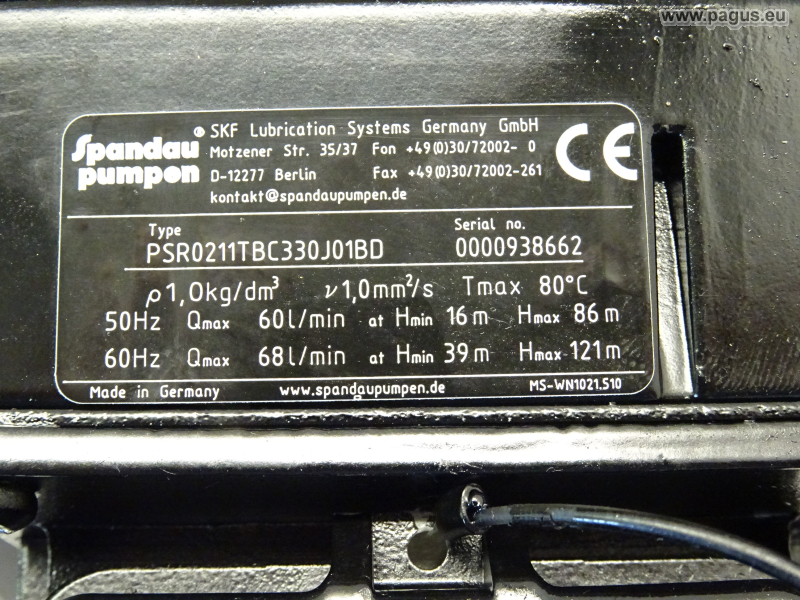 www.pagus.eu
Spandau pumpen
® SKF Lubrication Systems Germany GmbH
Motzener Str. 35/37 Fon +49(0)30/72002- 0
D-12277 Berlin Fax +49(0)30/72002-261
kontakt@spandaupumpen.de
CE
Type Serial no.
PSR0211TBC330J01BD 0000938662
ρ1,0kg/dm³ ν1,0mm²/s Tmax 80°C
50Hz Qmax 60l/min at Hmin 16m Hmax 86m
60Hz Qmax 68l/min at Hmin 39m Hmax 121m
Made in Germany www.spandaupumpen.de MS-WN1021.510